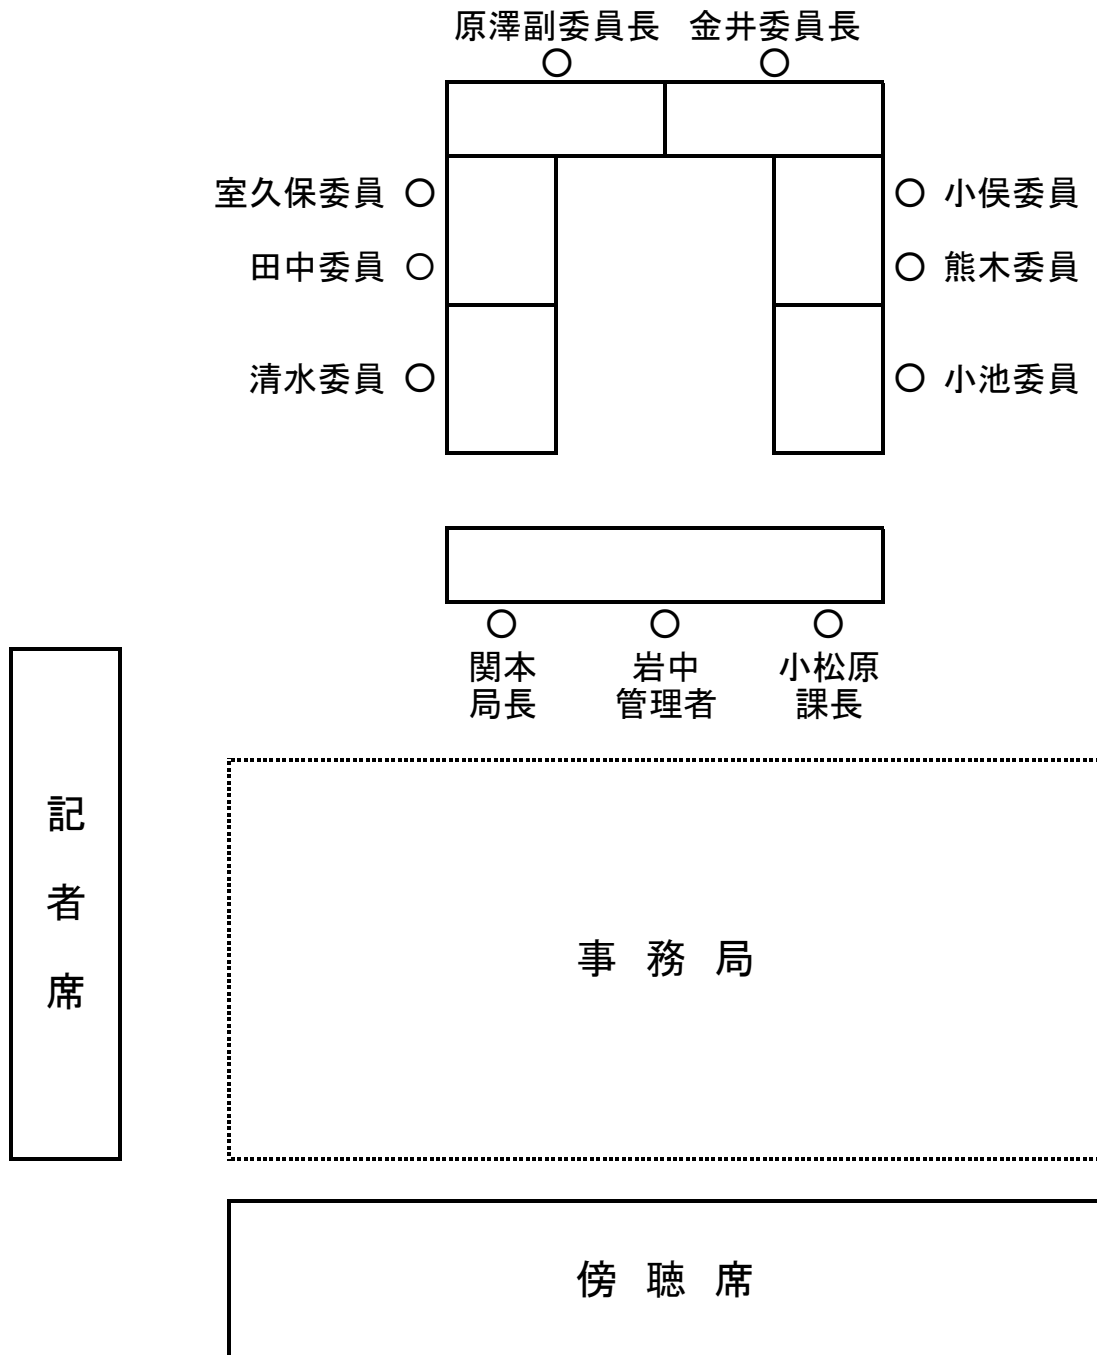 原澤副委員長 金井委員長
○ ○
室久保委員 ○ ○ 小俣委員
田中委員 ○ ○ 熊木委員
清水委員 ○ ○ 小池委員
○ ○ ○
関本 岩中 小松原
局長 管理者 課長
記者席
事務局
傍聴席